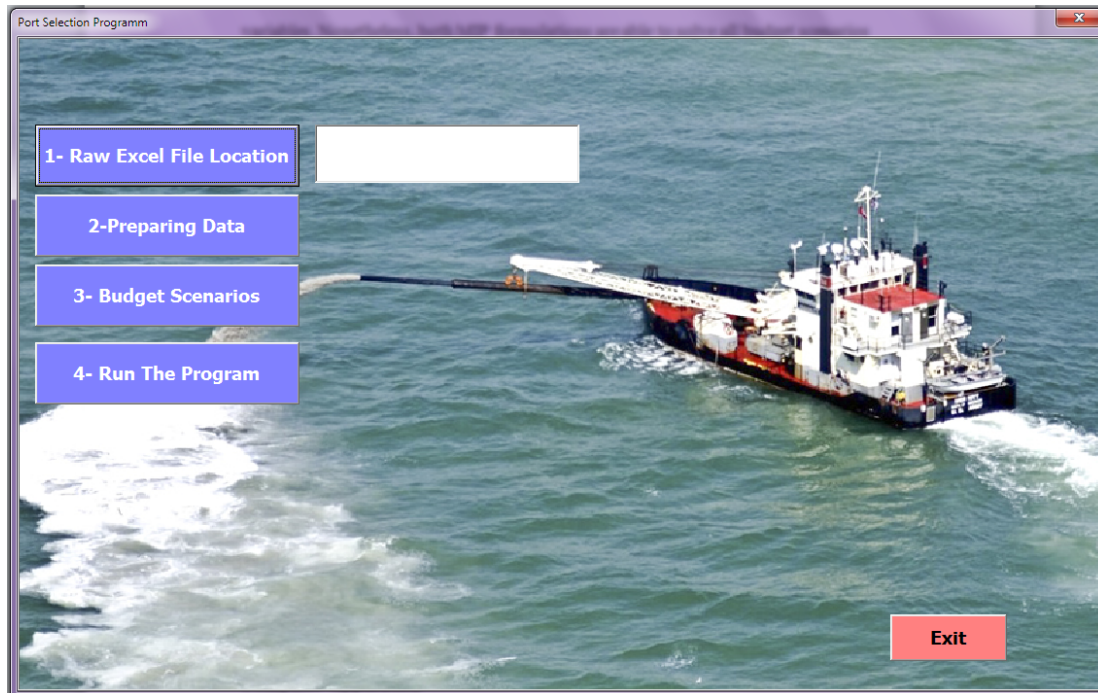 Port Selection Programm
1- Raw Excel File Location
2-Preparing Data
3- Budget Scenarios
4- Run The Program
Exit